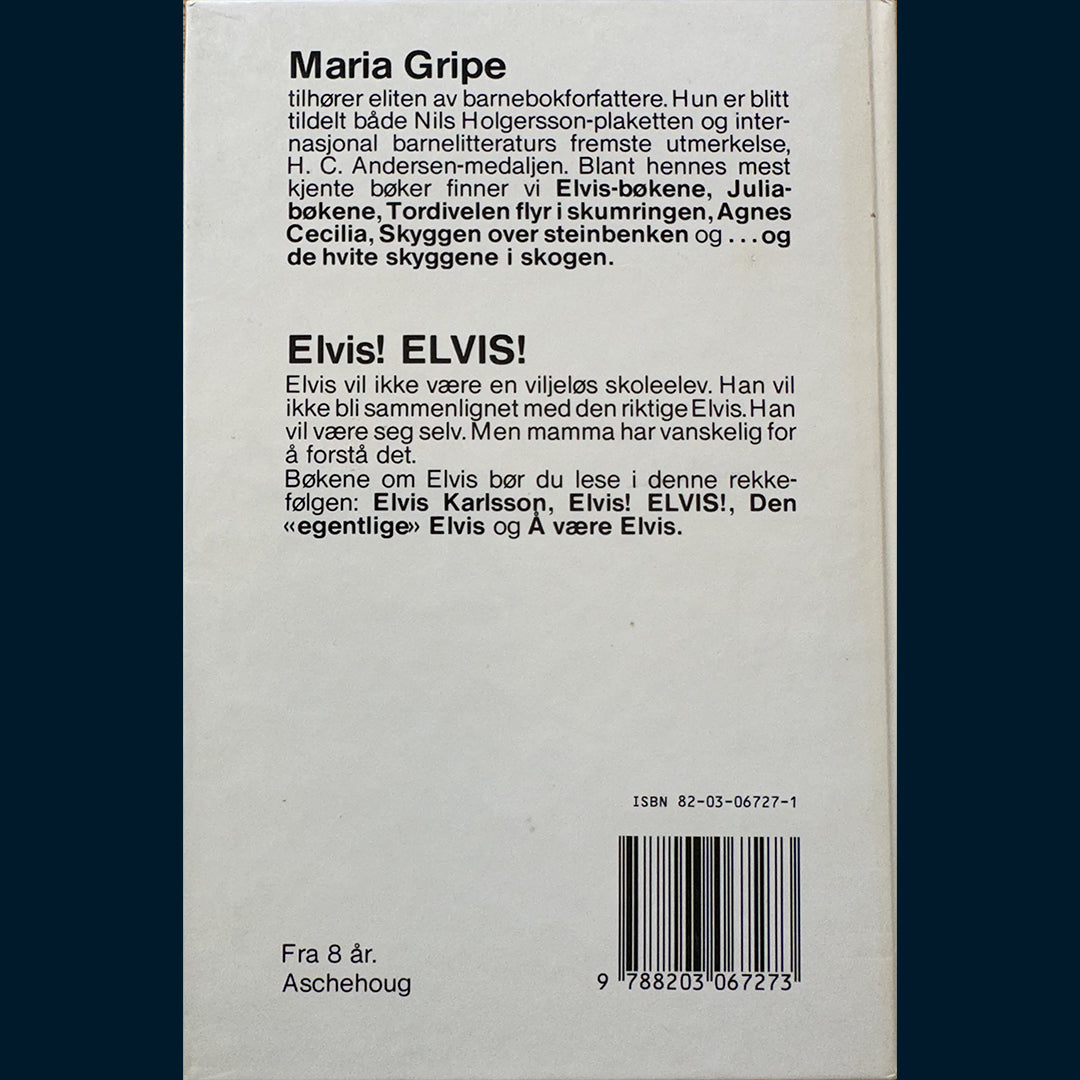 Maria Gripe
tilhører eliten av barnebokforfattere. Hun er blitt
tildelt både Nils Holgersson-plaketten og inter-
nasjonal barnelitteraturs fremste utmerkelse,
H. C. Andersen-medaljen. Blant hennes mest
kjente bøker finner vi Elvis-bøkene, Julia-
bøkene, Tordivelen flyr i skumringen, Agnes
Cecilia, Skyggen over steinbenken og ...og
de hvite skyggene i skogen.
Elvis! ELVIS!
Elvis vil ikke være en viljeløs skoleelev. Han vil
ikke bli sammenlignet med den riktige Elvis. Han
vil være seg selv. Men mamma har vanskelig for
å forstå det.
Bøkene om Elvis bør du lese i denne rekke-
følgen: Elvis Karlsson, Elvis! ELVIS!, Den
«egentlige» Elvis og Å være Elvis.
ISBN 82-03-06727-1
9 788203 067273
Fra 8 år.
Aschehoug